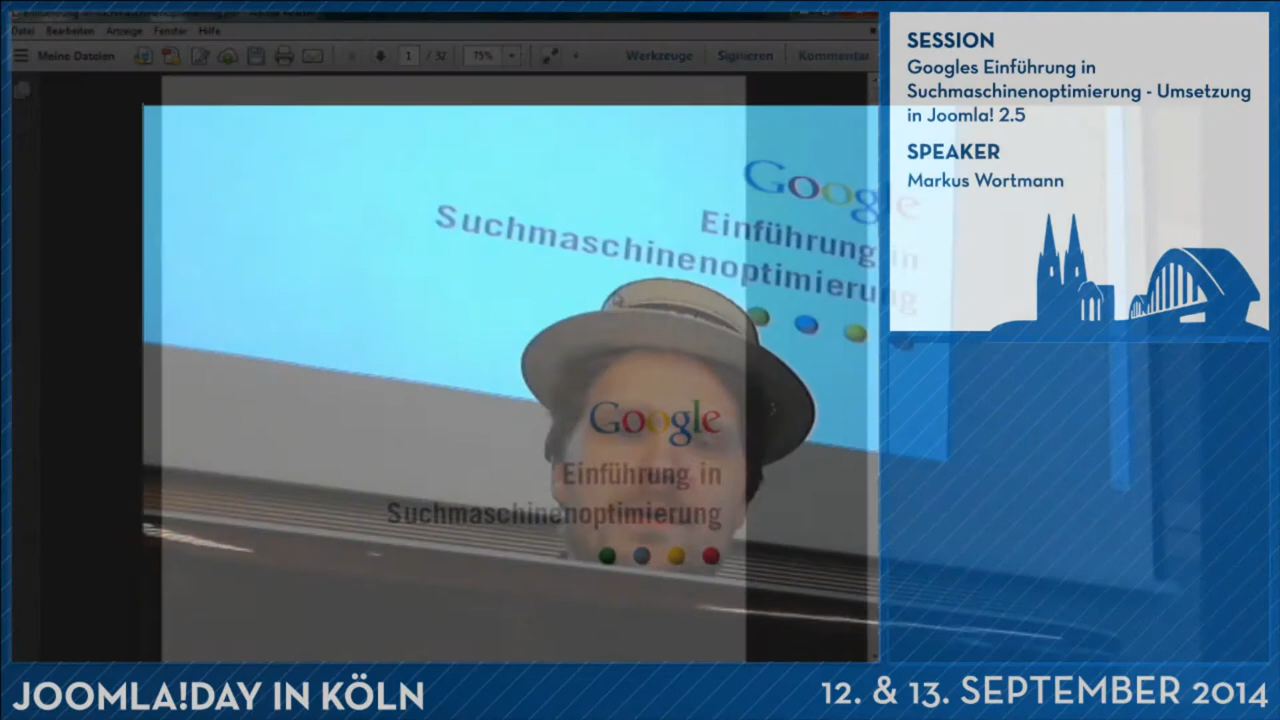 Datei Bearbeiten Anzeige Fenster Hilfe
Meine Dateien 1 / 32 75% Werkzeuge Signieren Kommentar
Google
Einführung in
Suchmaschinenoptimierung
Google
Einführung in
Suchmaschinenoptimierung
SESSION
Googles Einführung in
Suchmaschinenoptimierung - Umsetzung
in Joomla! 2.5
SPEAKER
Markus Wortmann
JOOMLA!DAY IN KÖLN
12. & 13. SEPTEMBER 2014